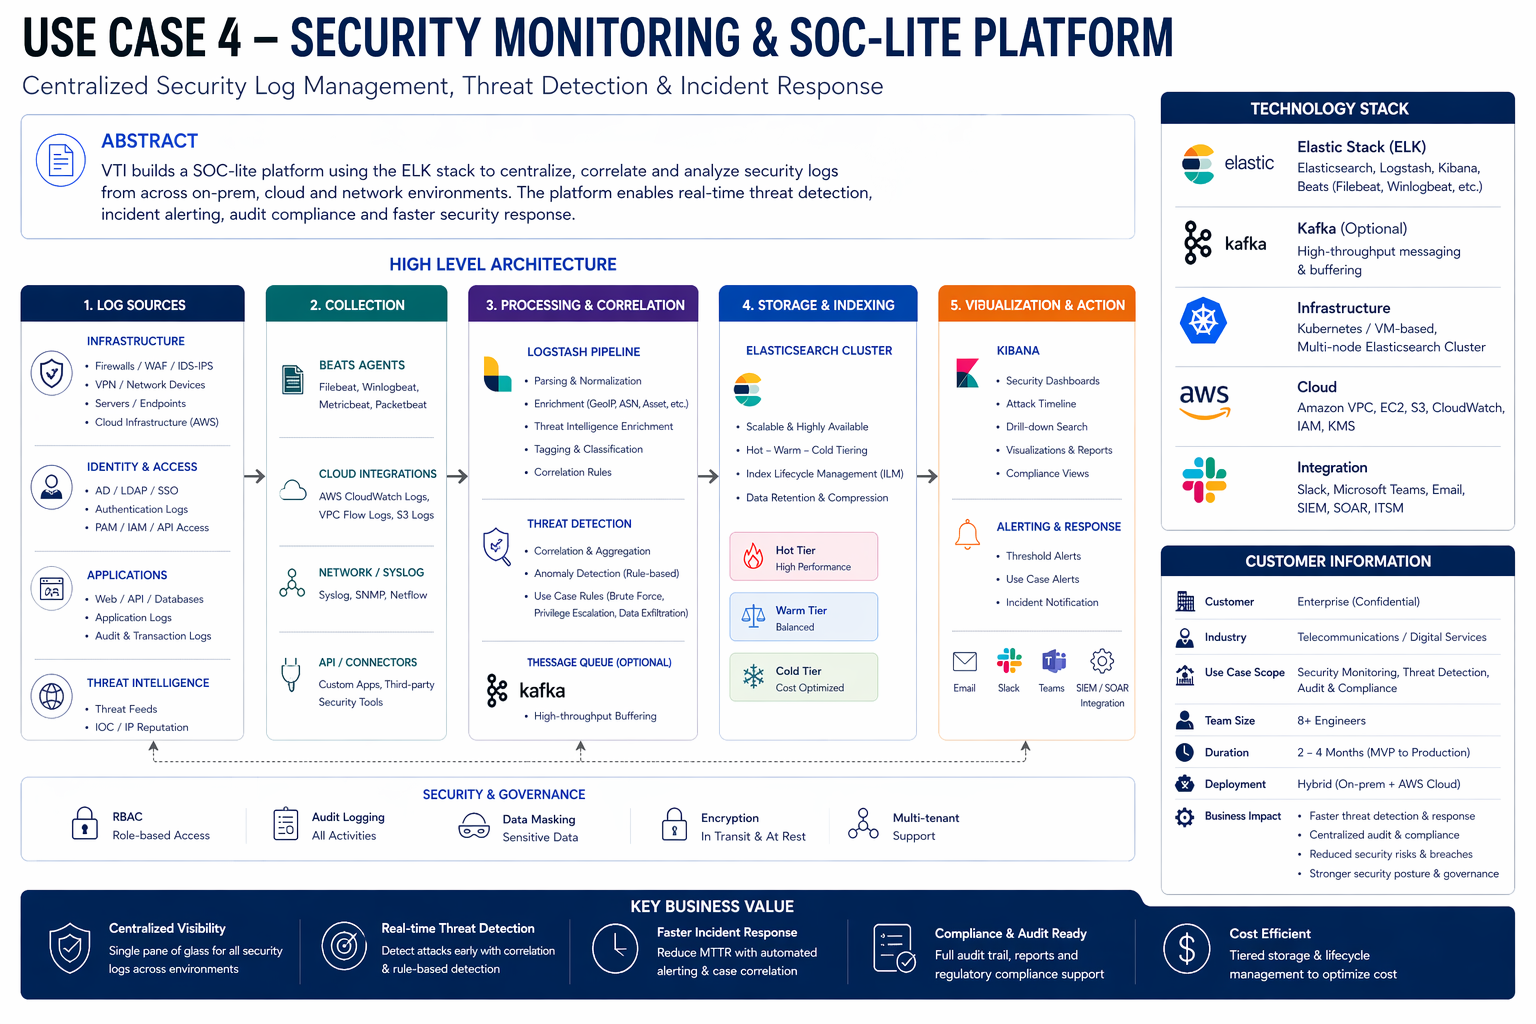 USE CASE 4 – SECURITY MONITORING & SOC-LITE PLATFORM
Centralized Security Log Management, Threat Detection & Incident Response
ABSTRACT
VTI builds a SOC-lite platform using the ELK stack to centralize, correlate and analyze security logs
from across on-prem, cloud and network environments. The platform enables real-time threat detection,
incident alerting, audit compliance and faster security response.
HIGH LEVEL ARCHITECTURE
1. LOG SOURCES
INFRASTRUCTURE
• Firewalls / WAF / IDS-IPS
• VPN / Network Devices
• Servers / Endpoints
• Cloud Infrastructure (AWS)
IDENTITY & ACCESS
• AD / LDAP / SSO
• Authentication Logs
• PAM / IAM / API Access
APPLICATIONS
• Web / API / Databases
• Application Logs
• Audit & Transaction Logs
THREAT INTELLIGENCE
• Threat Feeds
• IOC / IP Reputation
2. COLLECTION
BEATS AGENTS
Filebeat, Winlogbeat,
Metricbeat, Packetbeat
CLOUD INTEGRATIONS
AWS CloudWatch Logs,
VPC Flow Logs, S3 Logs
NETWORK / SYSLOG
Syslog, SNMP, Netflow
API / CONNECTORS
Custom Apps, Third-party
Security Tools
3. PROCESSING & CORRELATION
LOGSTASH PIPELINE
• Parsing & Normalization
• Enrichment (GeoIP, ASN, Asset, etc.)
• Threat Intelligence Enrichment
• Tagging & Classification
• Correlation Rules
THREAT DETECTION
• Correlation & Aggregation
• Anomaly Detection (Rule-based)
• Use Case Rules (Brute Force,
Privilege Escalation, Data Exfiltration)
THESSAGE QUEUE (OPTIONAL)
kafka
• High-throughput Buffering
4. STORAGE & INDEXING
ELASTICSEARCH CLUSTER
• Scalable & Highly Available
• Hot – Warm – Cold Tiering
• Index Lifecycle Management (ILM)
• Data Retention & Compression
Hot Tier
High Performance
Warm Tier
Balanced
Cold Tier
Cost Optimized
5. VISUALIZATION & ACTION
KIBANA
• Security Dashboards
• Attack Timeline
• Drill-down Search
• Visualizations & Reports
• Compliance Views
ALERTING & RESPONSE
• Threshold Alerts
• Use Case Alerts
• Incident Notification
Email
Slack
Teams
SIEM / SOAR
Integration
SECURITY & GOVERNANCE
RBAC
Role-based Access
Audit Logging
All Activities
Data Masking
Sensitive Data
Encryption
In Transit & At Rest
Multi-tenant
Support
TECHNOLOGY STACK
elastic
Elastic Stack (ELK)
Elasticsearch, Logstash, Kibana,
Beats (Filebeat, Winlogbeat, etc.)
kafka
Kafka (Optional)
High-throughput messaging
& buffering
Infrastructure
Kubernetes / VM-based,
Multi-node Elasticsearch Cluster
aws
Cloud
Amazon VPC, EC2, S3, CloudWatch,
IAM, KMS
Integration
Slack, Microsoft Teams, Email,
SIEM, SOAR, ITSM
CUSTOMER INFORMATION
Customer Enterprise (Confidential)
Industry Telecommunications / Digital Services
Use Case Scope Security Monitoring, Threat Detection,
Audit & Compliance
Team Size 8+ Engineers
Duration 2 – 4 Months (MVP to Production)
Deployment Hybrid (On-prem + AWS Cloud)
Business Impact • Faster threat detection & response
• Centralized audit & compliance
• Reduced security risks & breaches
• Stronger security posture & governance
KEY BUSINESS VALUE
Centralized Visibility
Single pane of glass for all security
logs across environments
Real-time Threat Detection
Detect attacks early with correlation
& rule-based detection
Faster Incident Response
Reduce MTTR with automated
alerting & case correlation
Compliance & Audit Ready
Full audit trail, reports and
regulatory compliance support
$
Cost Efficient
Tiered storage & lifecycle
management to optimize cost